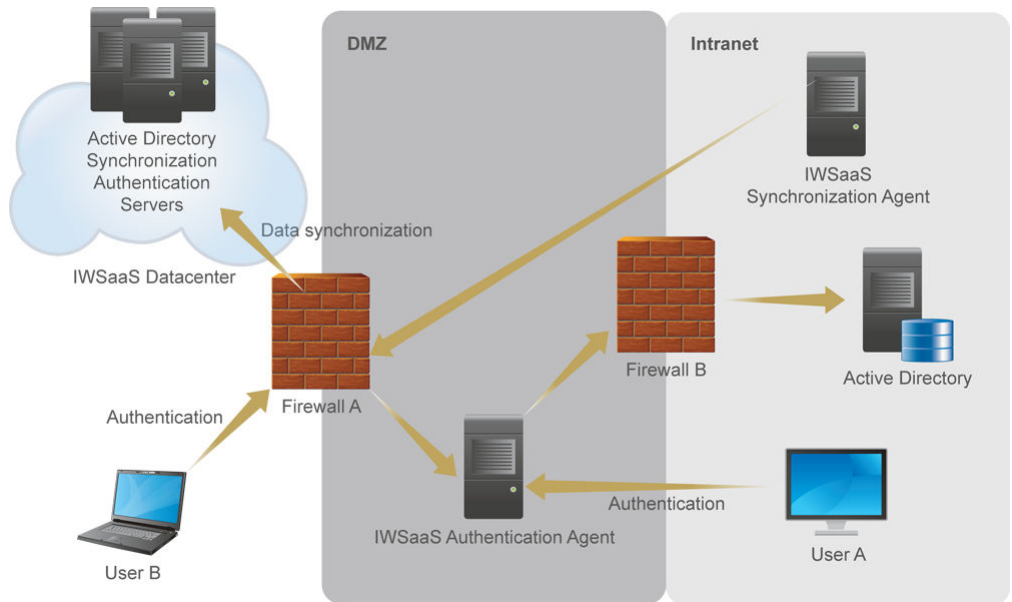 DMZ
Intranet
Active Directory
Synchronization
Authentication
Servers
IWSaaS
Synchronization Agent
Data synchronization
IWSaaS Datacenter
Firewall B
Active Directory
Firewall A
Authentication
Authentication
IWSaaS Authentication Agent
User A
User B